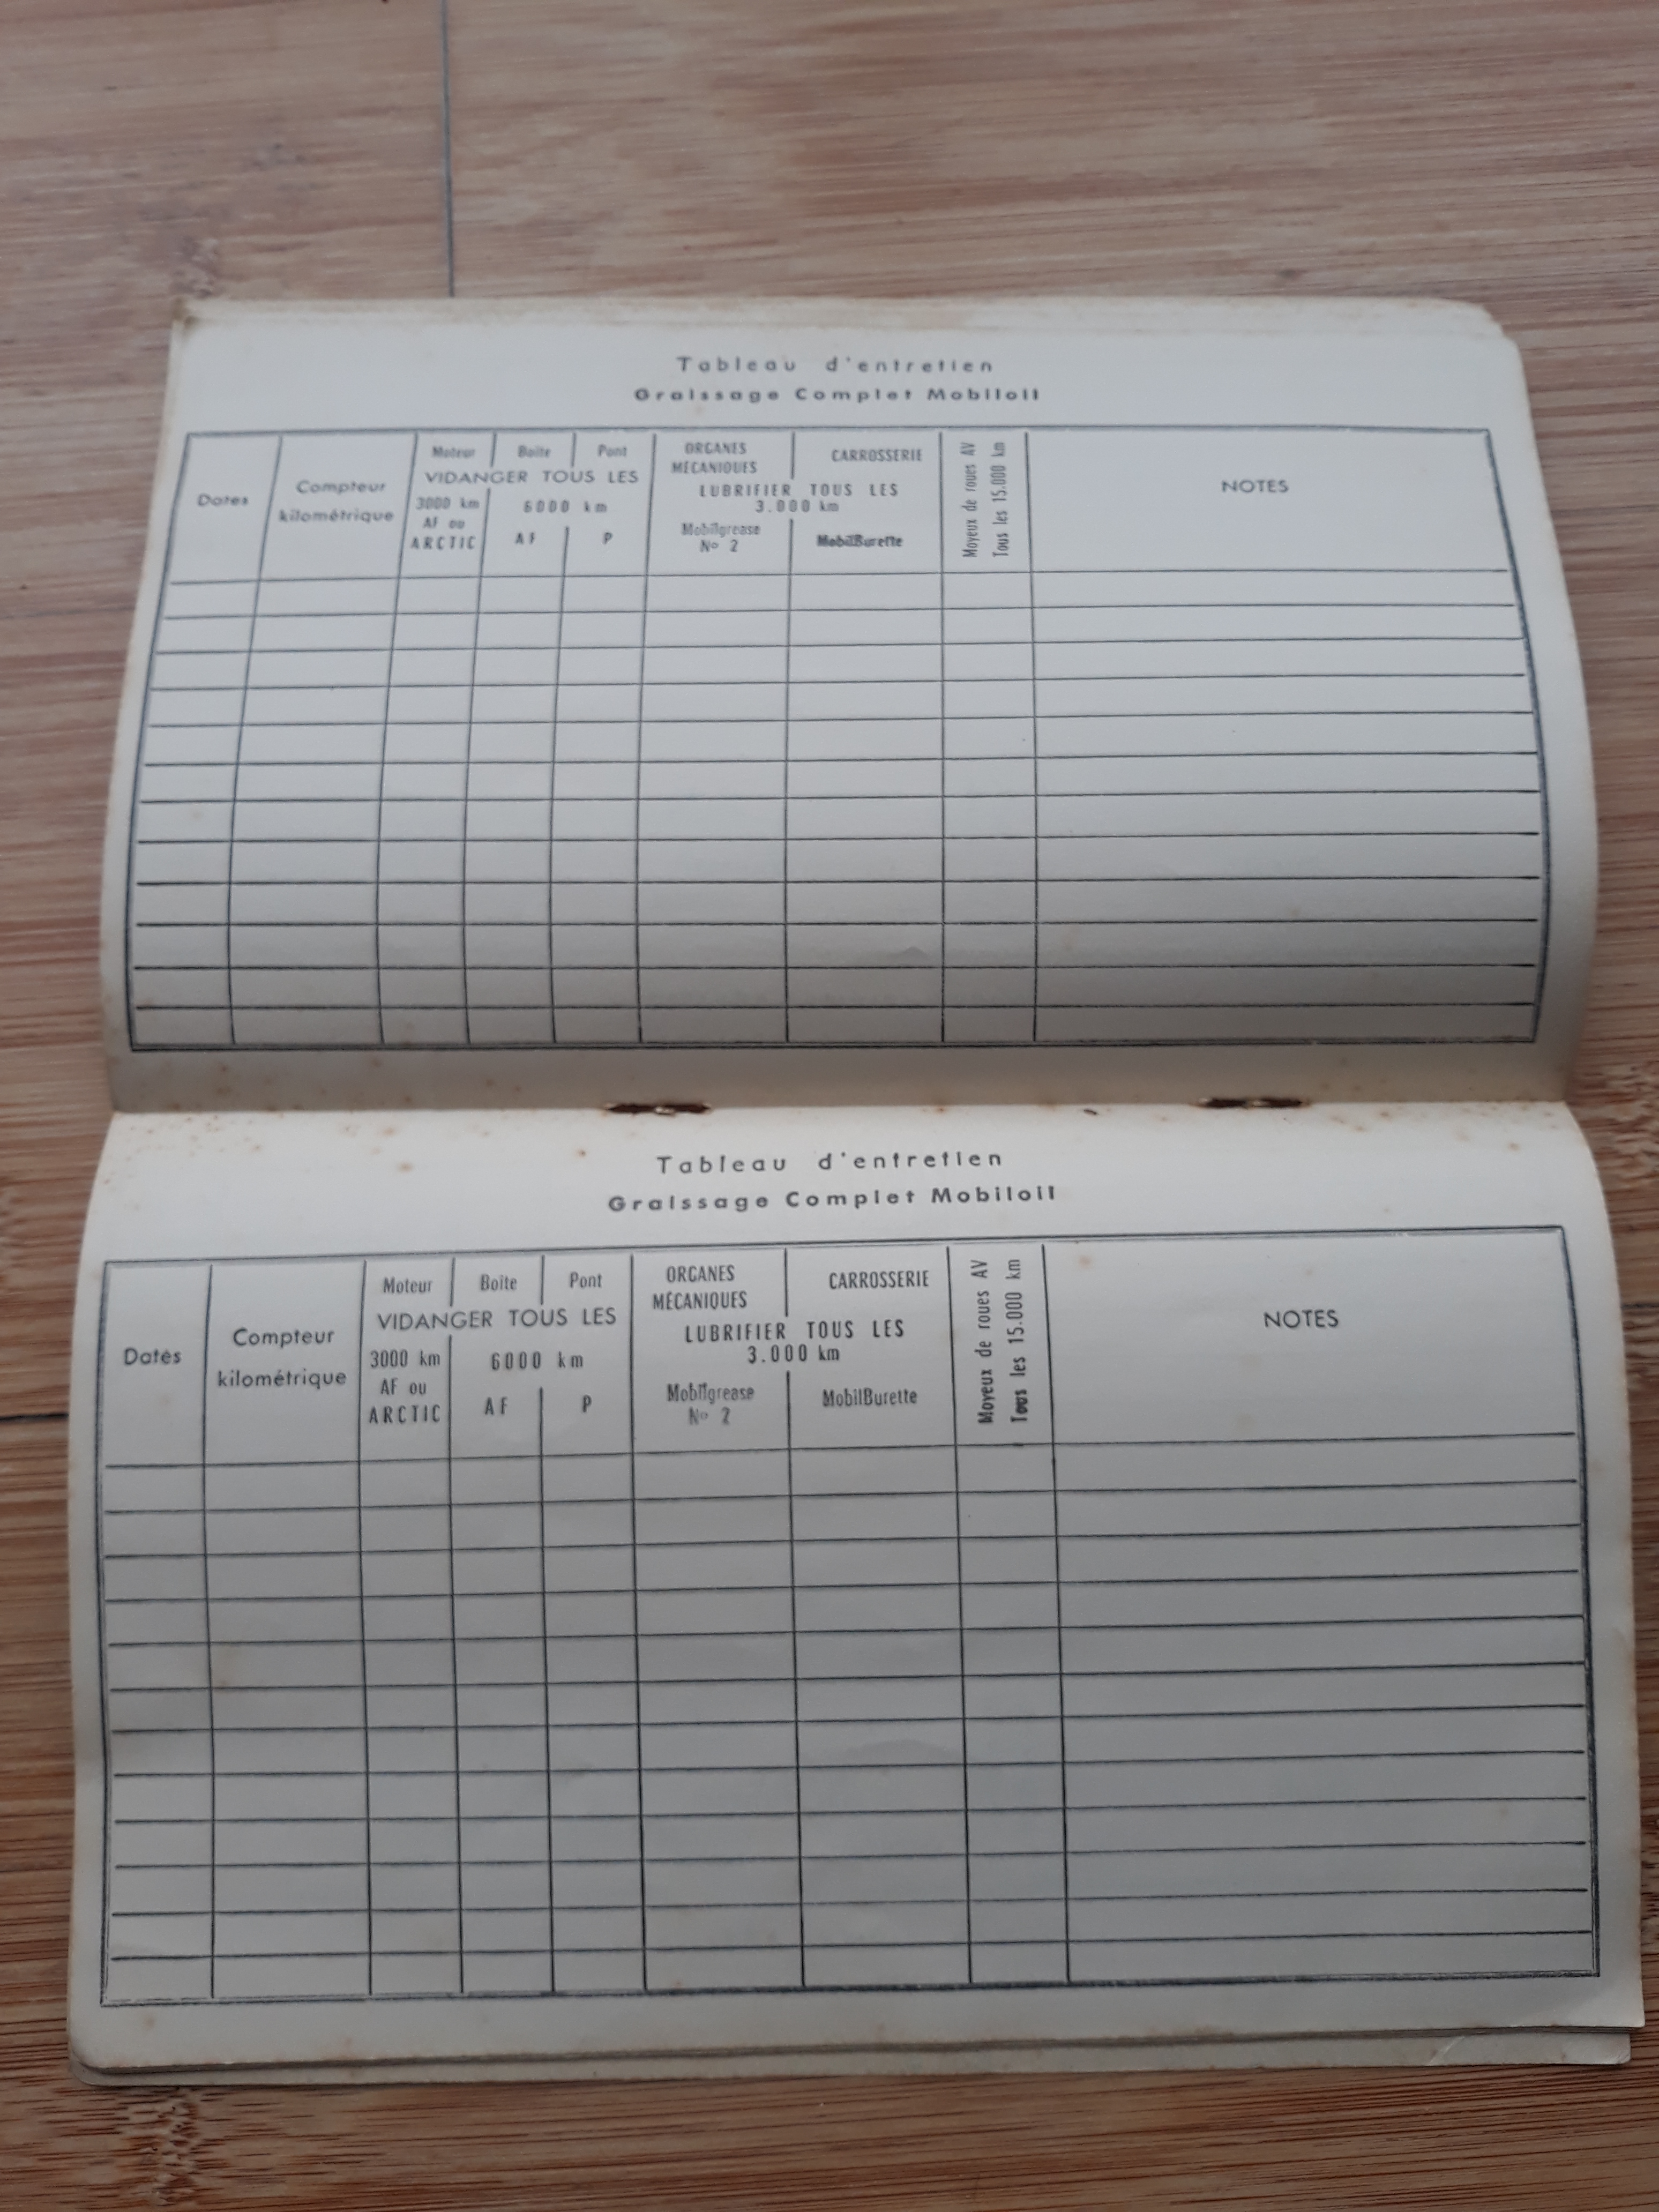 Tableau d'entretien
Graissage Complet Mobiloil
Moteur Boîte Pont ORGANES MÉCANIQUES CARROSSERIE
Dates
Compteur kilométrique
VIDANGER TOUS LES
3000 km 6000 km
AF ou ARCTIC AF P
LUBRIFIER TOUS LES
3.000 km
Mobilgrease MobilBurette
No 2
Moyeux de roues AV
Tous les 15.000 km
NOTES
Tableau d'entretien
Graissage Complet Mobiloil
Moteur Boîte Pont ORGANES MÉCANIQUES CARROSSERIE
Dates
Compteur kilométrique
VIDANGER TOUS LES
3000 km 6000 km
AF ou ARCTIC AF P
LUBRIFIER TOUS LES
3.000 km
Mobilgrease MobilBurette
No 2
Moyeux de roues AV
Tous les 15.000 km
NOTES